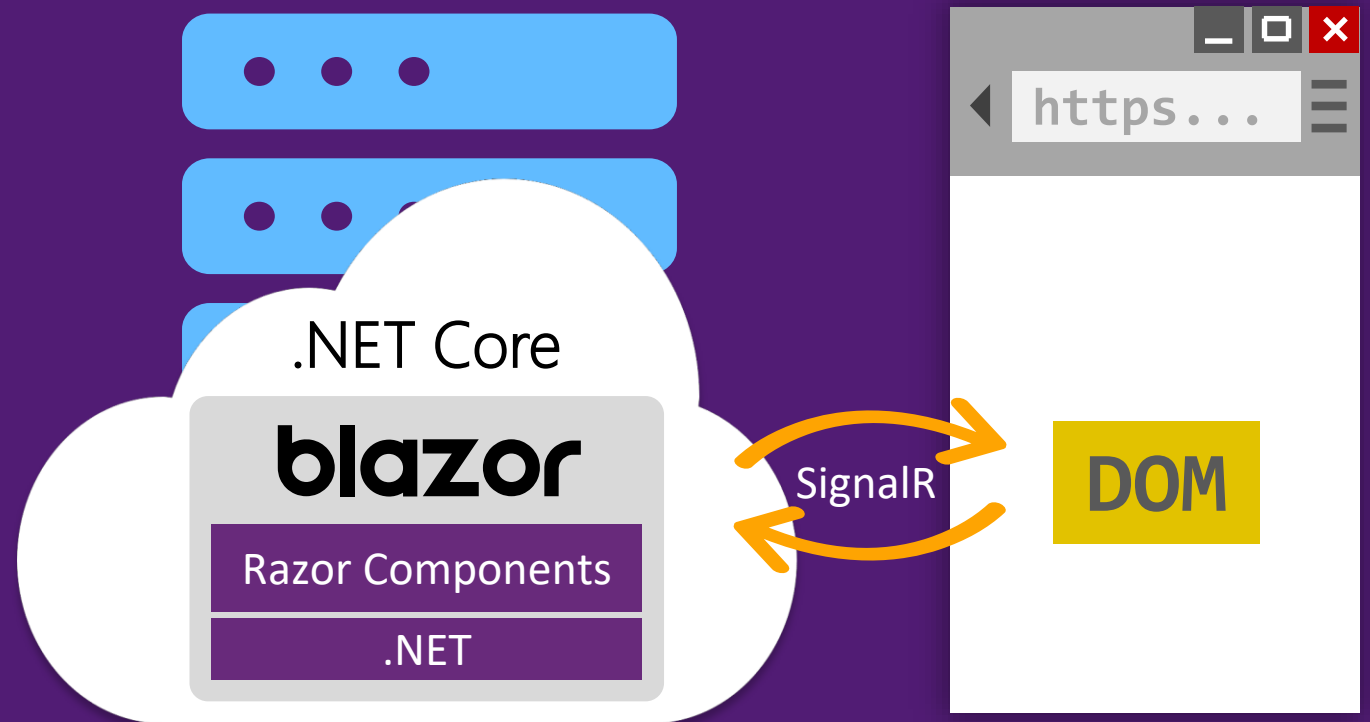 https...
.NET Core
blazor
SignalR
DOM
Razor Components
.NET